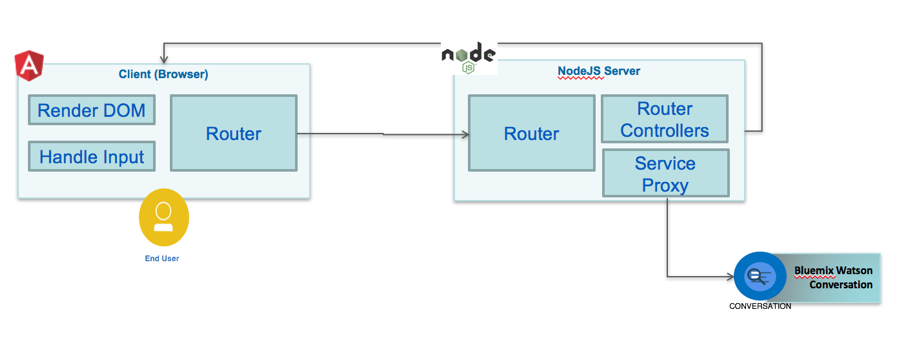 A
node
JS
Client (Browser)
NodeJS Server
Render DOM
Handle Input
Router
Router
Router
Controllers
Service
Proxy
End User
Bluemix Watson
Conversation
CONVERSATION